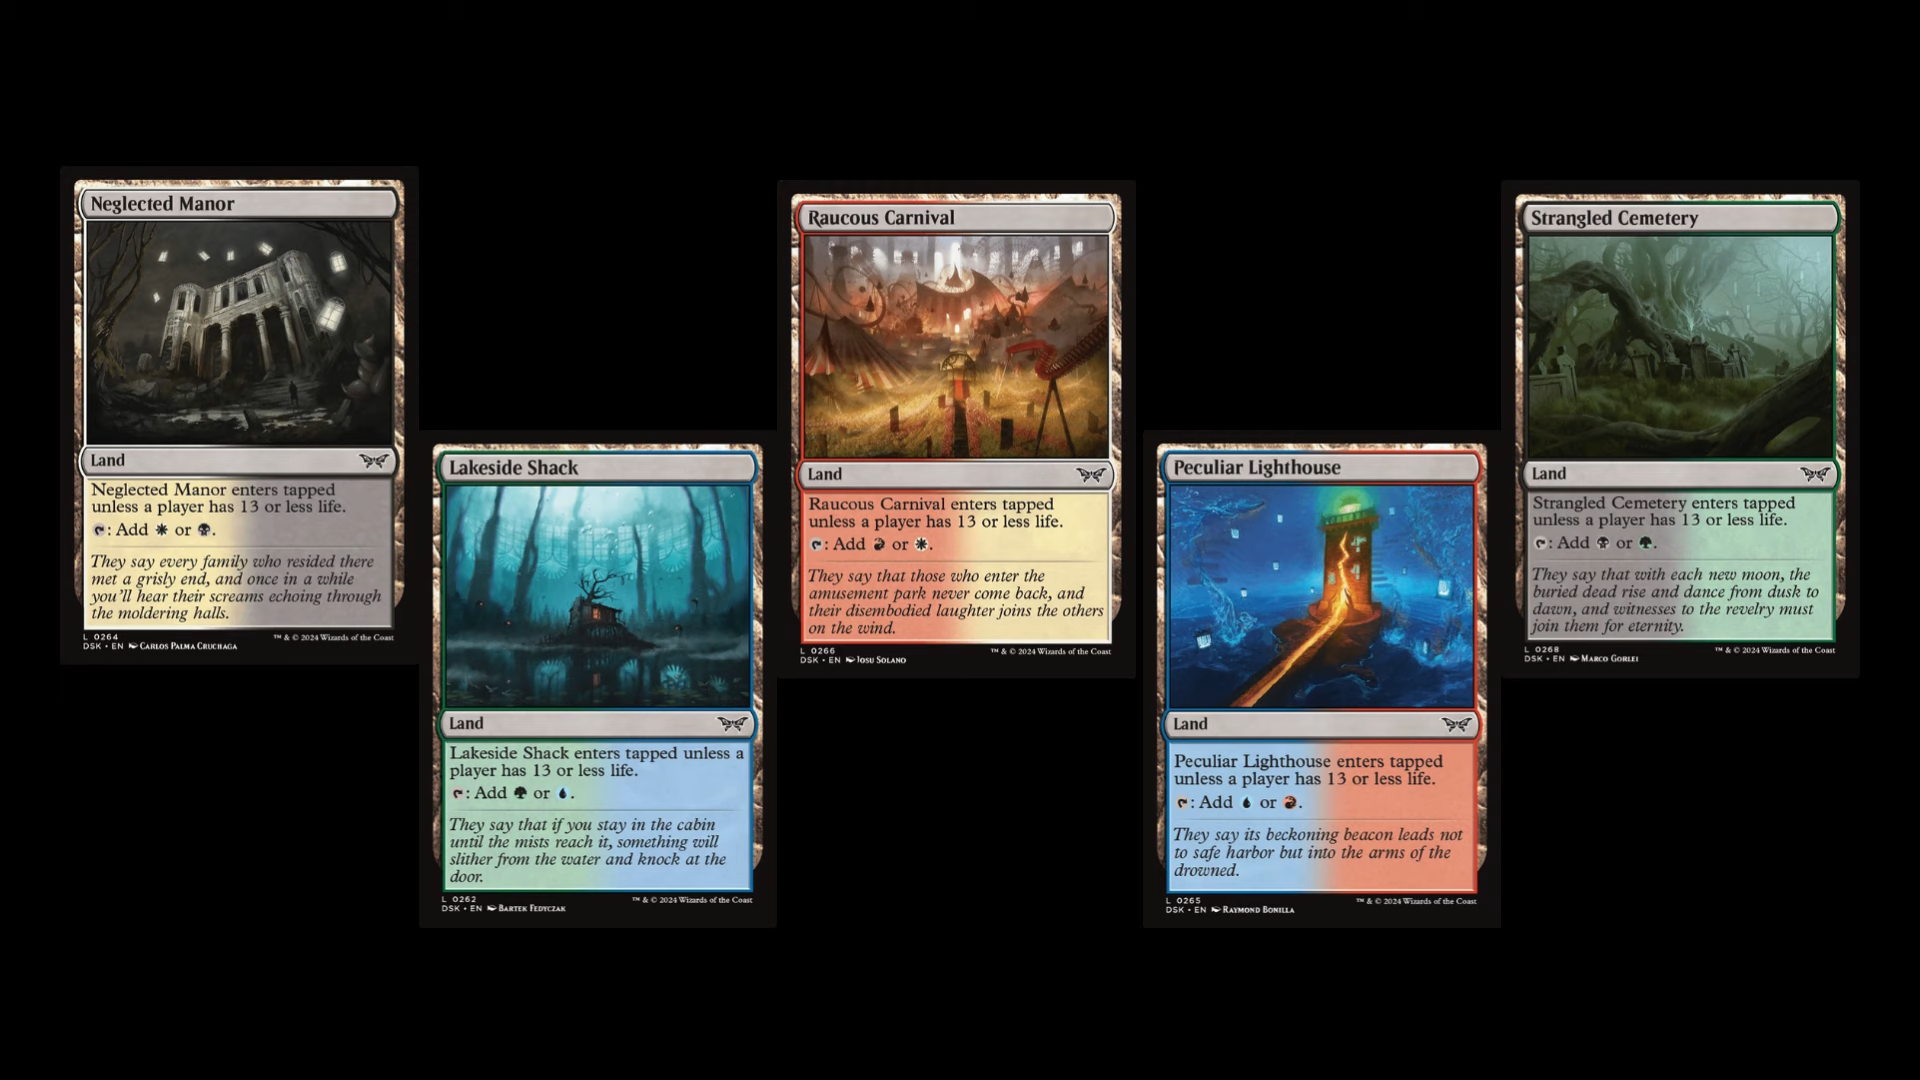 Neglected Manor
Land
Neglected Manor enters tapped
unless a player has 13 or less life.
: Add or .
They say every family who resided there
met a grisly end, and once in a while
you'll hear their screams echoing through
the moldering halls.
L 0264
DSK • EN CARLOS PALMA CRUCHAGA
™ & © 2024 Wizards of the Coast
Lakeside Shack
Land
Lakeside Shack enters tapped unless a
player has 13 or less life.
: Add or .
They say that if you stay in the cabin
until the mists reach it, something will
slither from the water and knock at the
door.
L 0262
DSK • EN BARTEK FEDYCZAK
™ & © 2024 Wizards of the Coast
Raucous Carnival
Land
Raucous Carnival enters tapped
unless a player has 13 or less life.
: Add or .
They say that those who enter the
amusement park never come back, and
their disembodied laughter joins the others
on the wind.
L 0266
DSK • EN JOSU SOLANO
™ & © 2024 Wizards of the Coast
Peculiar Lighthouse
Land
Peculiar Lighthouse enters tapped
unless a player has 13 or less life.
: Add or .
They say its beckoning beacon leads not
to safe harbor but into the arms of the
drowned.
L 0265
DSK • EN RAYMOND BONILLA
™ & © 2024 Wizards of the Coast
Strangled Cemetery
Land
Strangled Cemetery enters tapped
unless a player has 13 or less life.
: Add or .
They say that with each new moon, the
buried dead rise and dance from dusk to
dawn, and witnesses to the revelry must
join them for eternity.
L 0268
DSK • EN MARCO GORLEI
™ & © 2024 Wizards of the Coast